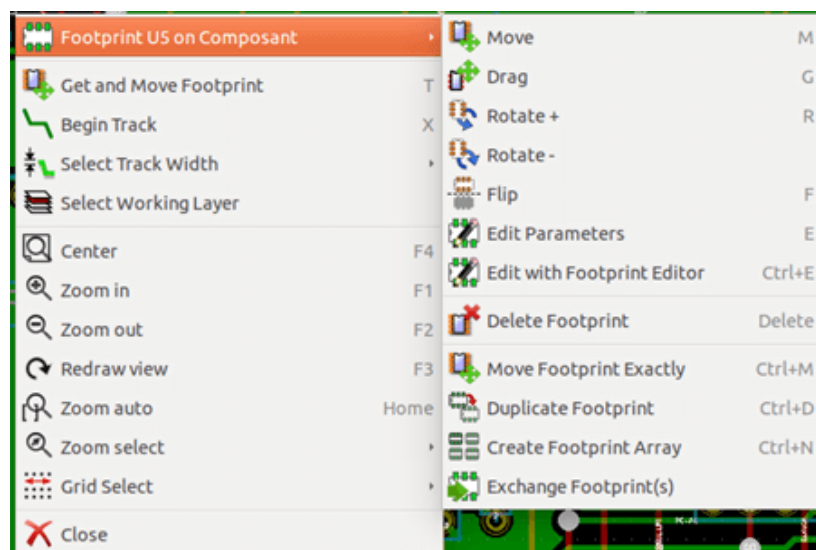 Footprint U5 on Composant
Get and Move Footprint T
Begin Track X
Select Track Width
Select Working Layer
Center F4
Zoom in F1
Zoom out F2
Redraw view F3
Zoom auto Home
Zoom select
Grid Select
Close
Move M
Drag G
Rotate + R
Rotate -
Flip F
Edit Parameters E
Edit with Footprint Editor Ctrl+E
Delete Footprint Delete
Move Footprint Exactly Ctrl+M
Duplicate Footprint Ctrl+D
Create Footprint Array Ctrl+N
Exchange Footprint(s)